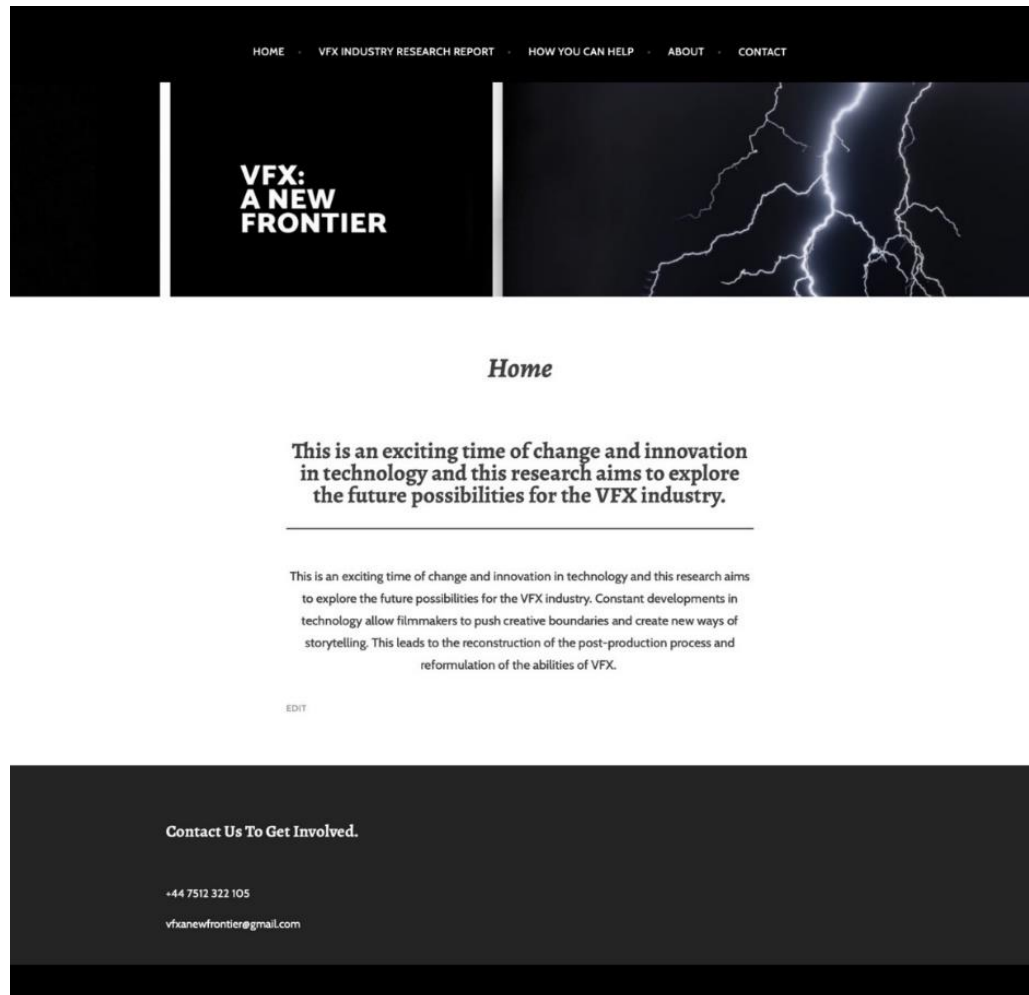 HOME - VFX INDUSTRY RESEARCH REPORT - HOW YOU CAN HELP - ABOUT - CONTACT
VFX:
A NEW
FRONTIER
Home
This is an exciting time of change and innovation
in technology and this research aims to explore
the future possibilities for the VFX industry.
This is an exciting time of change and innovation in technology and this research aims
to explore the future possibilities for the VFX industry. Constant developments in
technology allow filmmakers to push creative boundaries and create new ways of
storytelling. This leads to the reconstruction of the post-production process and
reformulation of the abilities of VFX.
EDIT
Contact Us To Get Involved.
+44 7512 322 105
vfxanewfrontier@gmail.com